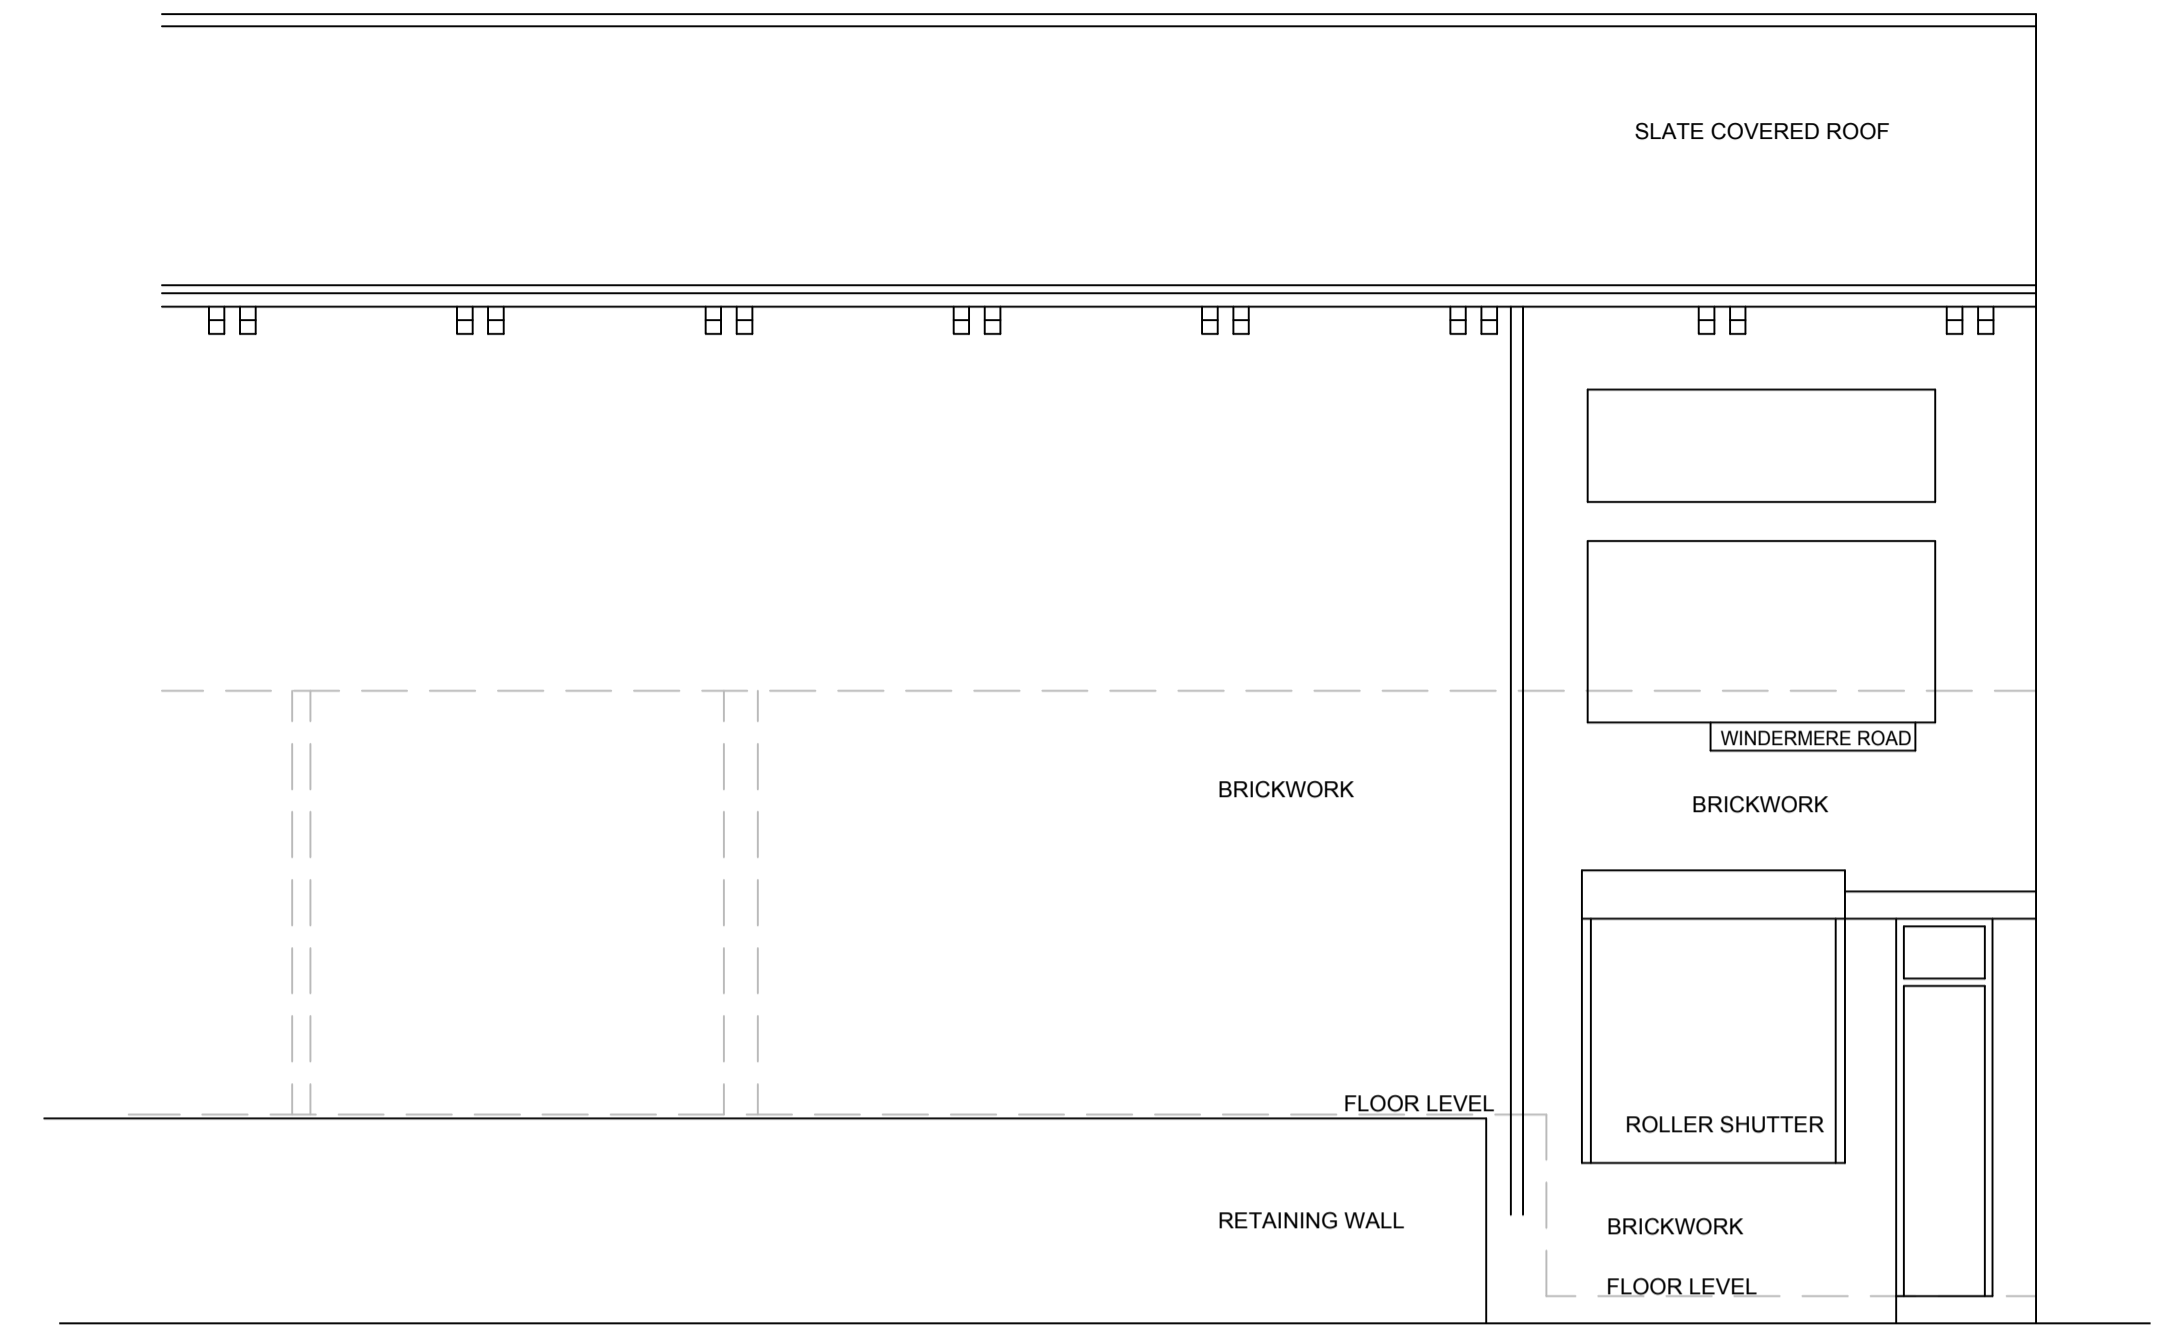 SLATE COVERED ROOF
WINDERMERE ROAD
BRICKWORK
BRICKWORK
FLOOR LEVEL
ROLLER SHUTTER
RETAINING WALL
BRICKWORK
FLOOR LEVEL